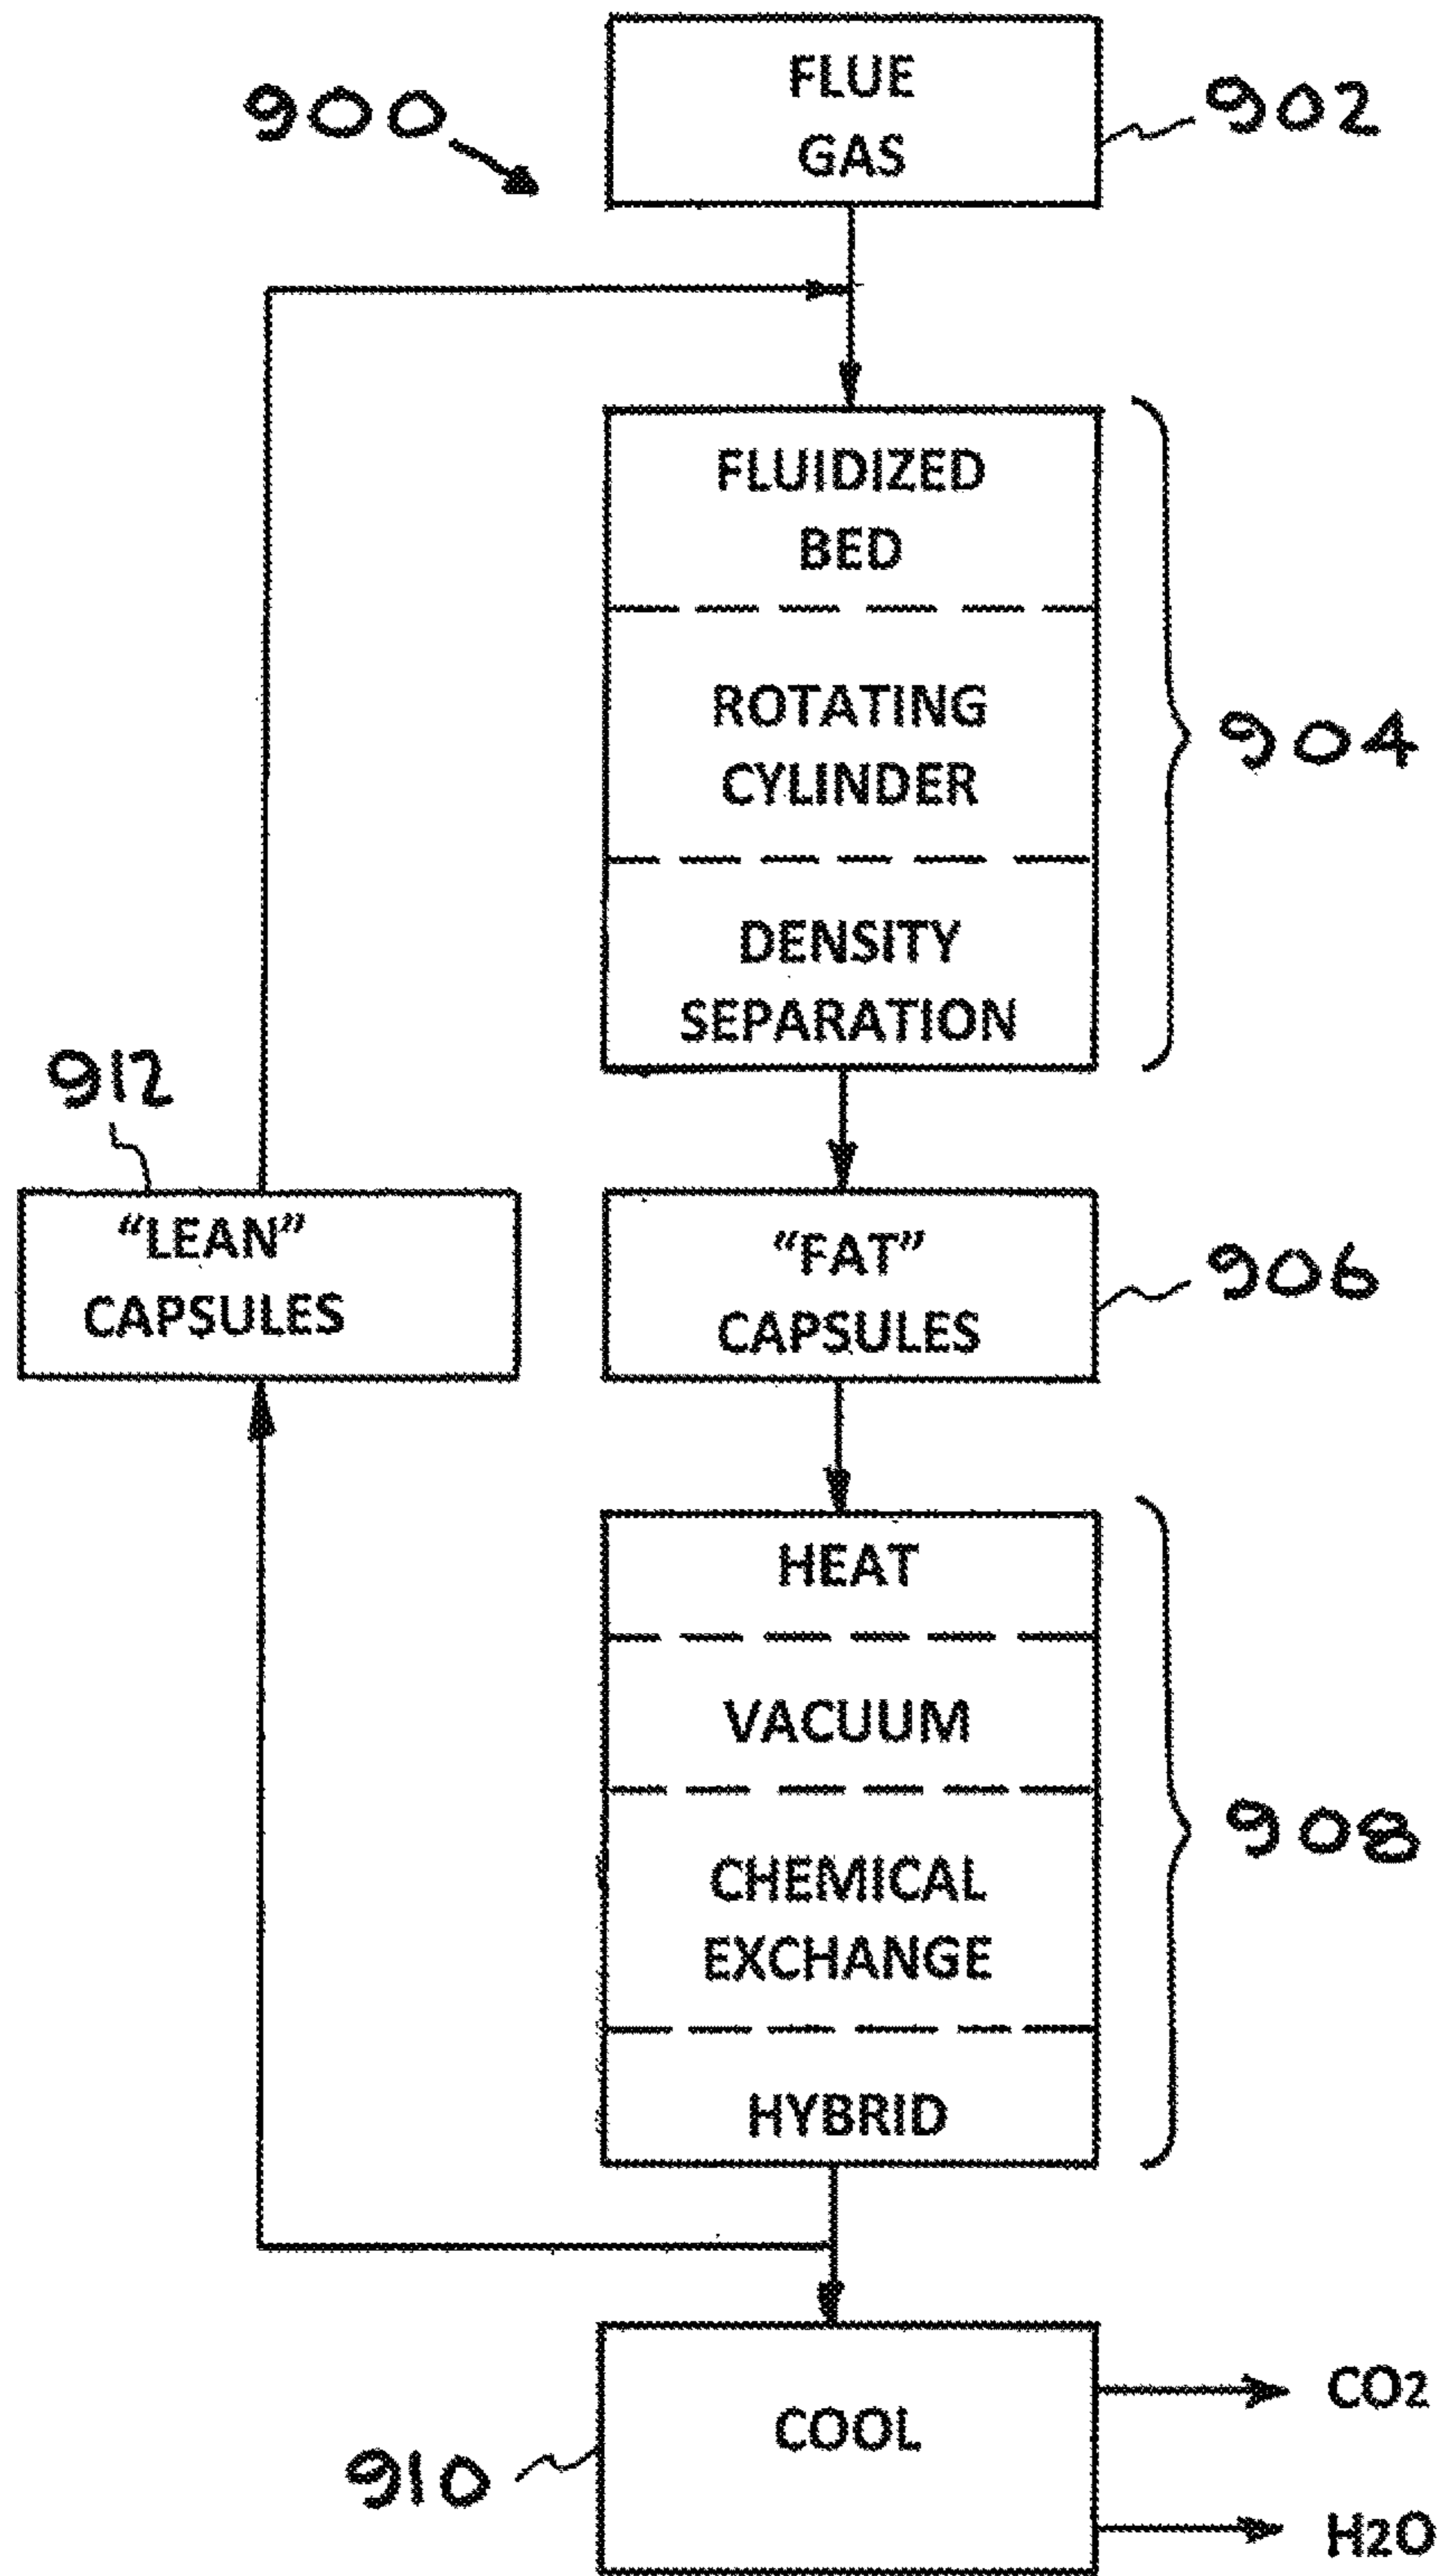 900
FLUE
GAS
902
FLUIDIZED
BED
ROTATING
CYLINDER
DENSITY
SEPARATION
904
912
“LEAN”
CAPSULES
“FAT”
CAPSULES
906
HEAT
VACUUM
CHEMICAL
EXCHANGE
HYBRID
908
COOL
910
CO2
H2O